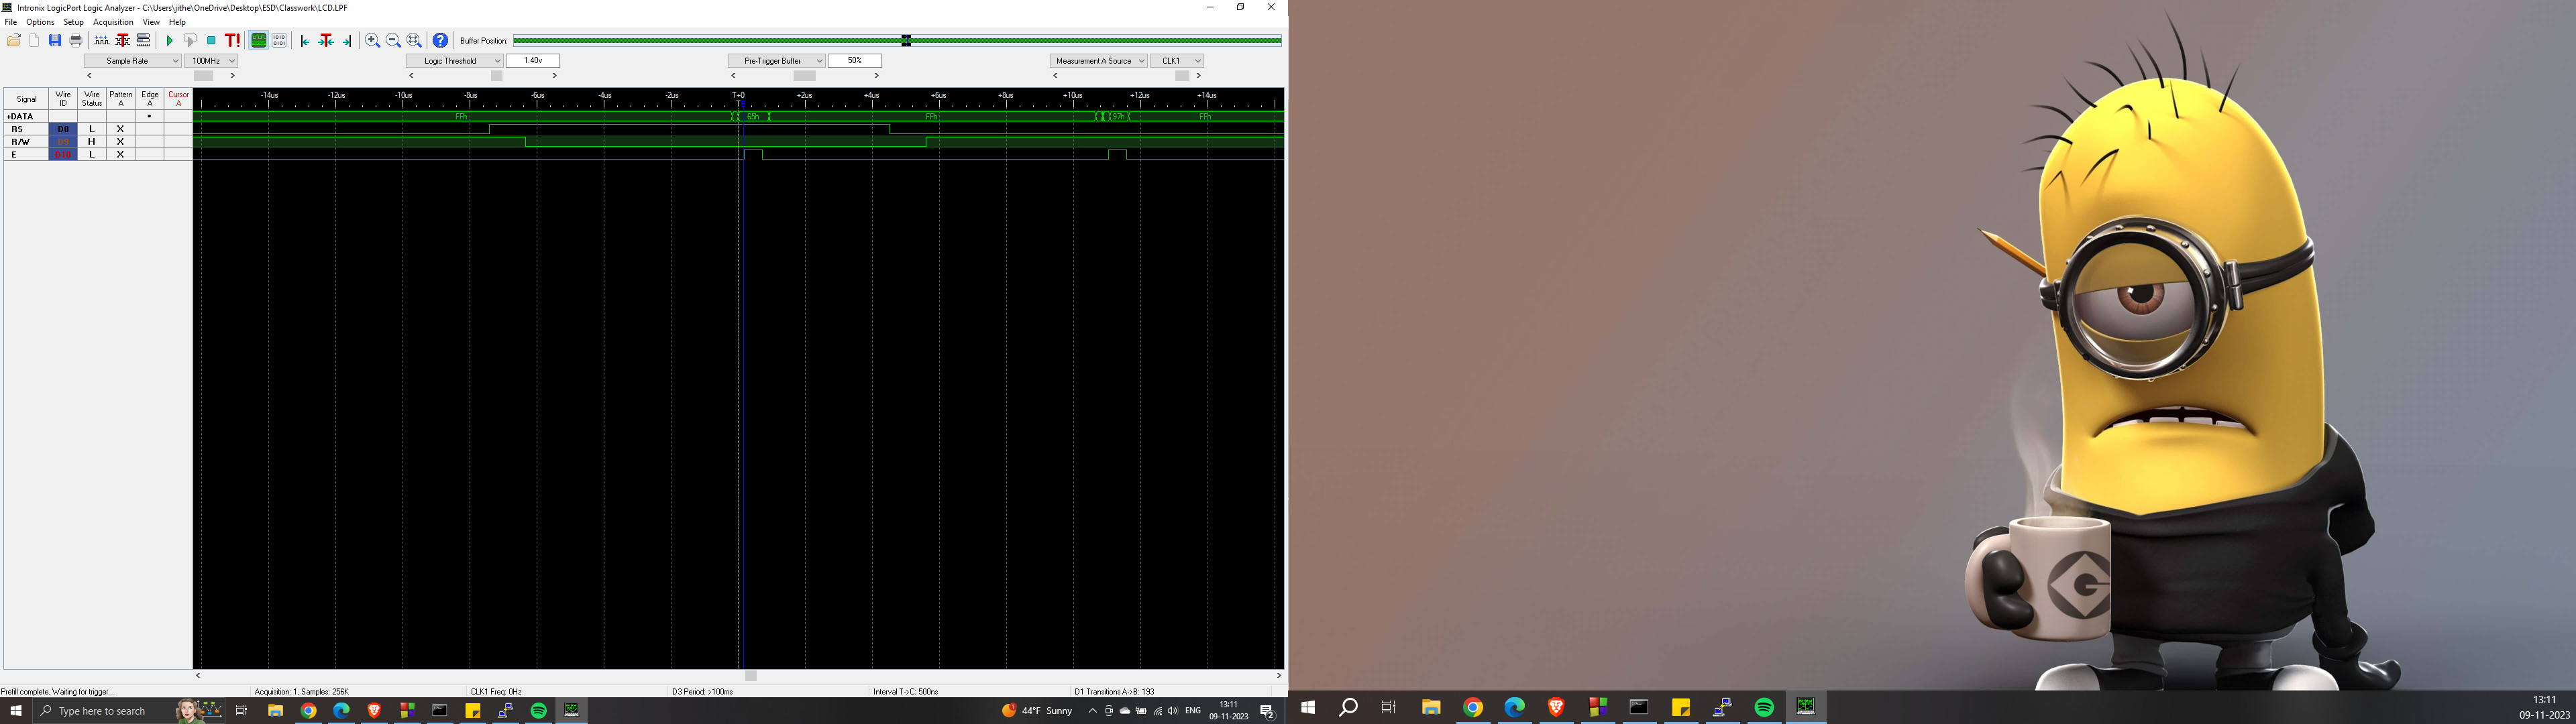 Intronix LogicPort Logic Analyzer - C:\Users\jithe\OneDrive\Desktop\ESD\Classwork\LCD.LPF
File Options Setup Acquisition View Help
Buffer Position:
Sample Rate 100MHz Logic Threshold 1.40v Pre-Trigger Buffer 50% Measurement A Source CLK1
Signal Wire ID Wire Status Pattern A Edge A Cursor A
-14us -12us -10us -8us -6us -4us -2us T+0 +2us +4us +6us +8us +10us +12us +14us
T
+DATA FFh 65h FFh 97h FFh
RS D8 L X
R/W D9 H X
E D10 L X
Prefill complete, Waiting for trigger... Acquisition: 1, Samples: 256K CLK1 Freq: 0Hz D3 Period: >100ms Interval T->C: 500ns D1 Transitions A->B: 193
Type here to search 44°F Sunny ENG 13:11 09-11-2023 2
13:11
09-11-2023